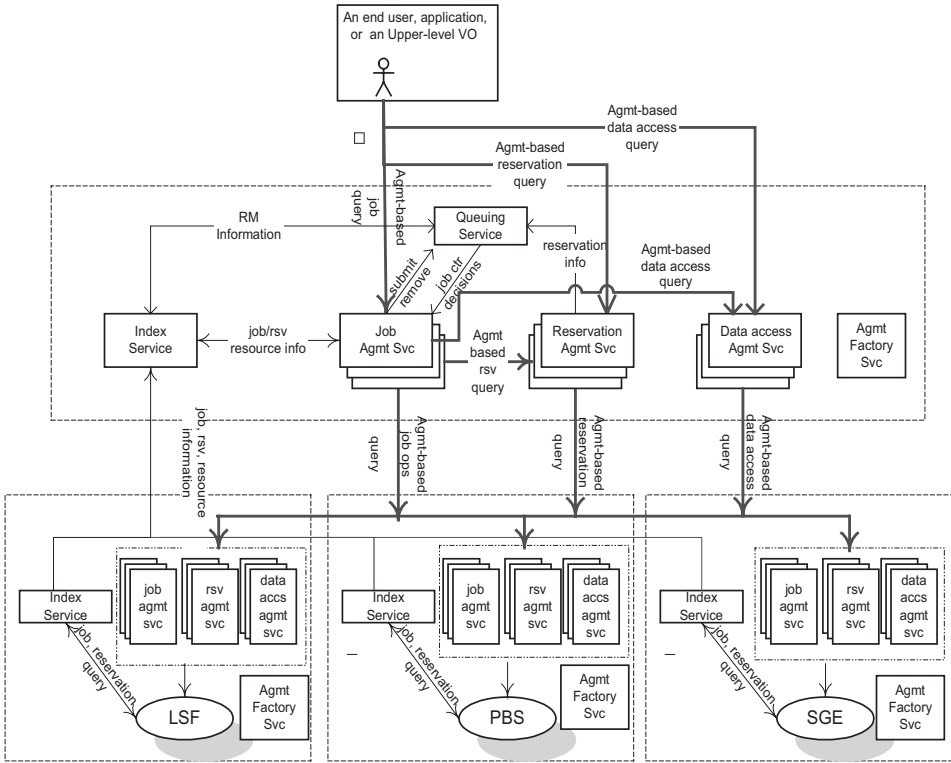 An end user, application,
or an Upper-level VO
Agmt-based
data access
query
Agmt-based
reservation
query
Agmt-based
job
query
RM
Information
Queuing
Service
reservation
info
Agmt-based
data access
query
submit
remove
job ctr
decisions
Index
Service
job/rsv
resource info
Job
Agmt Svc
Agmt
based
rsv
query
Reservation
Agmt Svc
Data access
Agmt Svc
Agmt
Factory
Svc
job, rsv, resource
information
Agmt-based
job ops
query
Agmt-based
reservation
query
Agmt-based
data access
query
Index
Service
job
agmt
svc
rsv
agmt
svc
data
accs
agmt
svc
job, reservation
query
LSF
Agmt
Factory
Svc
Index
Service
job
agmt
svc
rsv
agmt
svc
data
accs
agmt
svc
job, reservation
query
PBS
Agmt
Factory
Svc
Index
Service
job
agmt
svc
rsv
agmt
svc
data
accs
agmt
svc
job, reservation
query
SGE
Agmt
Factory
Svc